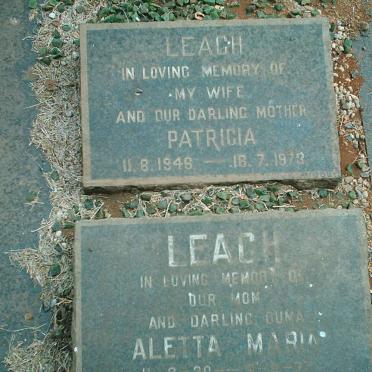 LEACH
IN LOVING MEMORY OF
MY WIFE
AND OUR DARLING MOTHER
PATRICIA
11.8.1946 — 16.7.1979
LEACH
IN LOVING MEMORY OF
OUR MOM
AND DARLING OUMA
ALETTA MARIA